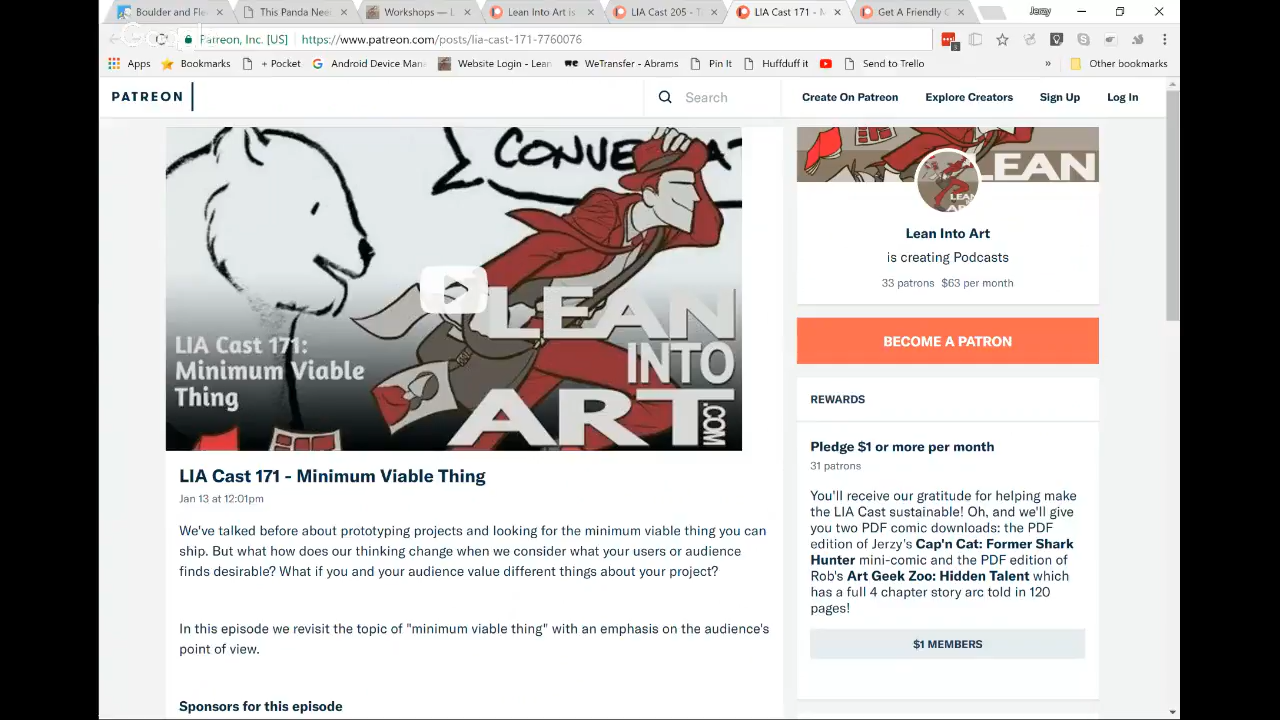 Boulder and Fle
This Panda Nee
Workshops — L
Lean Into Art is
LIA Cast 205 - T
LIA Cast 171 - M
Get A Friendly C
Jerzy
Patreon, Inc. [US]
https://www.patreon.com/posts/lia-cast-171-7760076
Apps
Bookmarks
+ Pocket
Android Device Man
Website Login - Lean
WeTransfer - Abrams
Pin It
Huffduff it
Send to Trello
»
Other bookmarks
PATREON
Search
Create On Patreon
Explore Creators
Sign Up
Log In
LIA Cast 171:
Minimum Viable
Thing
LEAN
INTO
ART
.COM
LIA Cast 171 - Minimum Viable Thing
Jan 13 at 12:01pm
We've talked before about prototyping projects and looking for the minimum viable thing you can
ship. But what how does our thinking change when we consider what your users or audience
finds desirable? What if you and your audience value different things about your project?
In this episode we revisit the topic of "minimum viable thing" with an emphasis on the audience's
point of view.
Sponsors for this episode
LEAN
Lean Into Art
is creating Podcasts
33 patrons $63 per month
BECOME A PATRON
REWARDS
Pledge $1 or more per month
31 patrons
You'll receive our gratitude for helping make
the LIA Cast sustainable! Oh, and we'll give
you two PDF comic downloads: the PDF
edition of Jerzy's Cap'n Cat: Former Shark
Hunter mini-comic and the PDF edition of
Rob's Art Geek Zoo: Hidden Talent which
has a full 4 chapter story arc told in 120
pages!
$1 MEMBERS